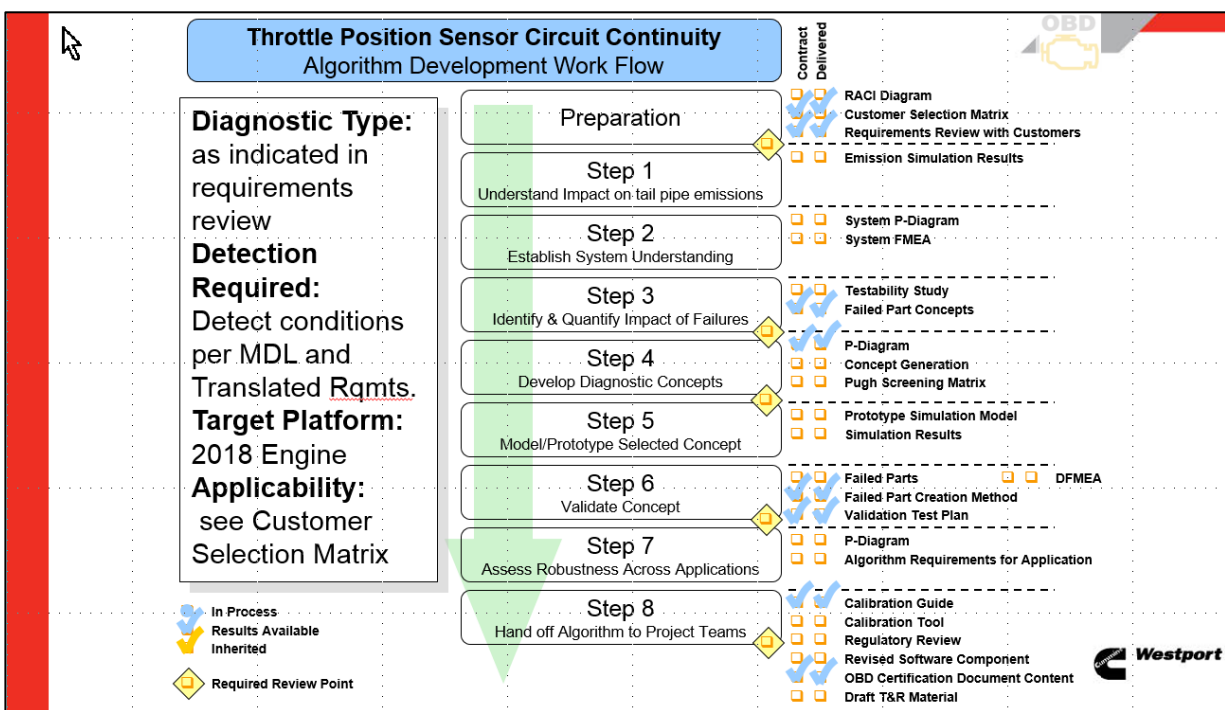 OBD
Throttle Position Sensor Circuit Continuity
Algorithm Development Work Flow
Contract
Delivered
Diagnostic Type:
as indicated in
requirements
review
Detection
Required:
Detect conditions
per MDL and
Translated Rqmts.
Target Platform:
2018 Engine
Applicability:
see Customer
Selection Matrix
Preparation
Step 1
Understand Impact on tail pipe emissions
Step 2
Establish System Understanding
Step 3
Identify & Quantify Impact of Failures
Step 4
Develop Diagnostic Concepts
Step 5
Model/Prototype Selected Concept
Step 6
Validate Concept
Step 7
Assess Robustness Across Applications
Step 8
Hand off Algorithm to Project Teams
RACI Diagram
Customer Selection Matrix
Requirements Review with Customers
Emission Simulation Results
System P-Diagram
System FMEA
Testability Study
Failed Part Concepts
P-Diagram
Concept Generation
Pugh Screening Matrix
Prototype Simulation Model
Simulation Results
Failed Parts DFMEA
Failed Part Creation Method
Validation Test Plan
P-Diagram
Algorithm Requirements for Application
Calibration Guide
Calibration Tool
Regulatory Review
Revised Software Component
OBD Certification Document Content
Draft T&R Material
In Process
Results Available
Inherited
Required Review Point
Cummins Westport